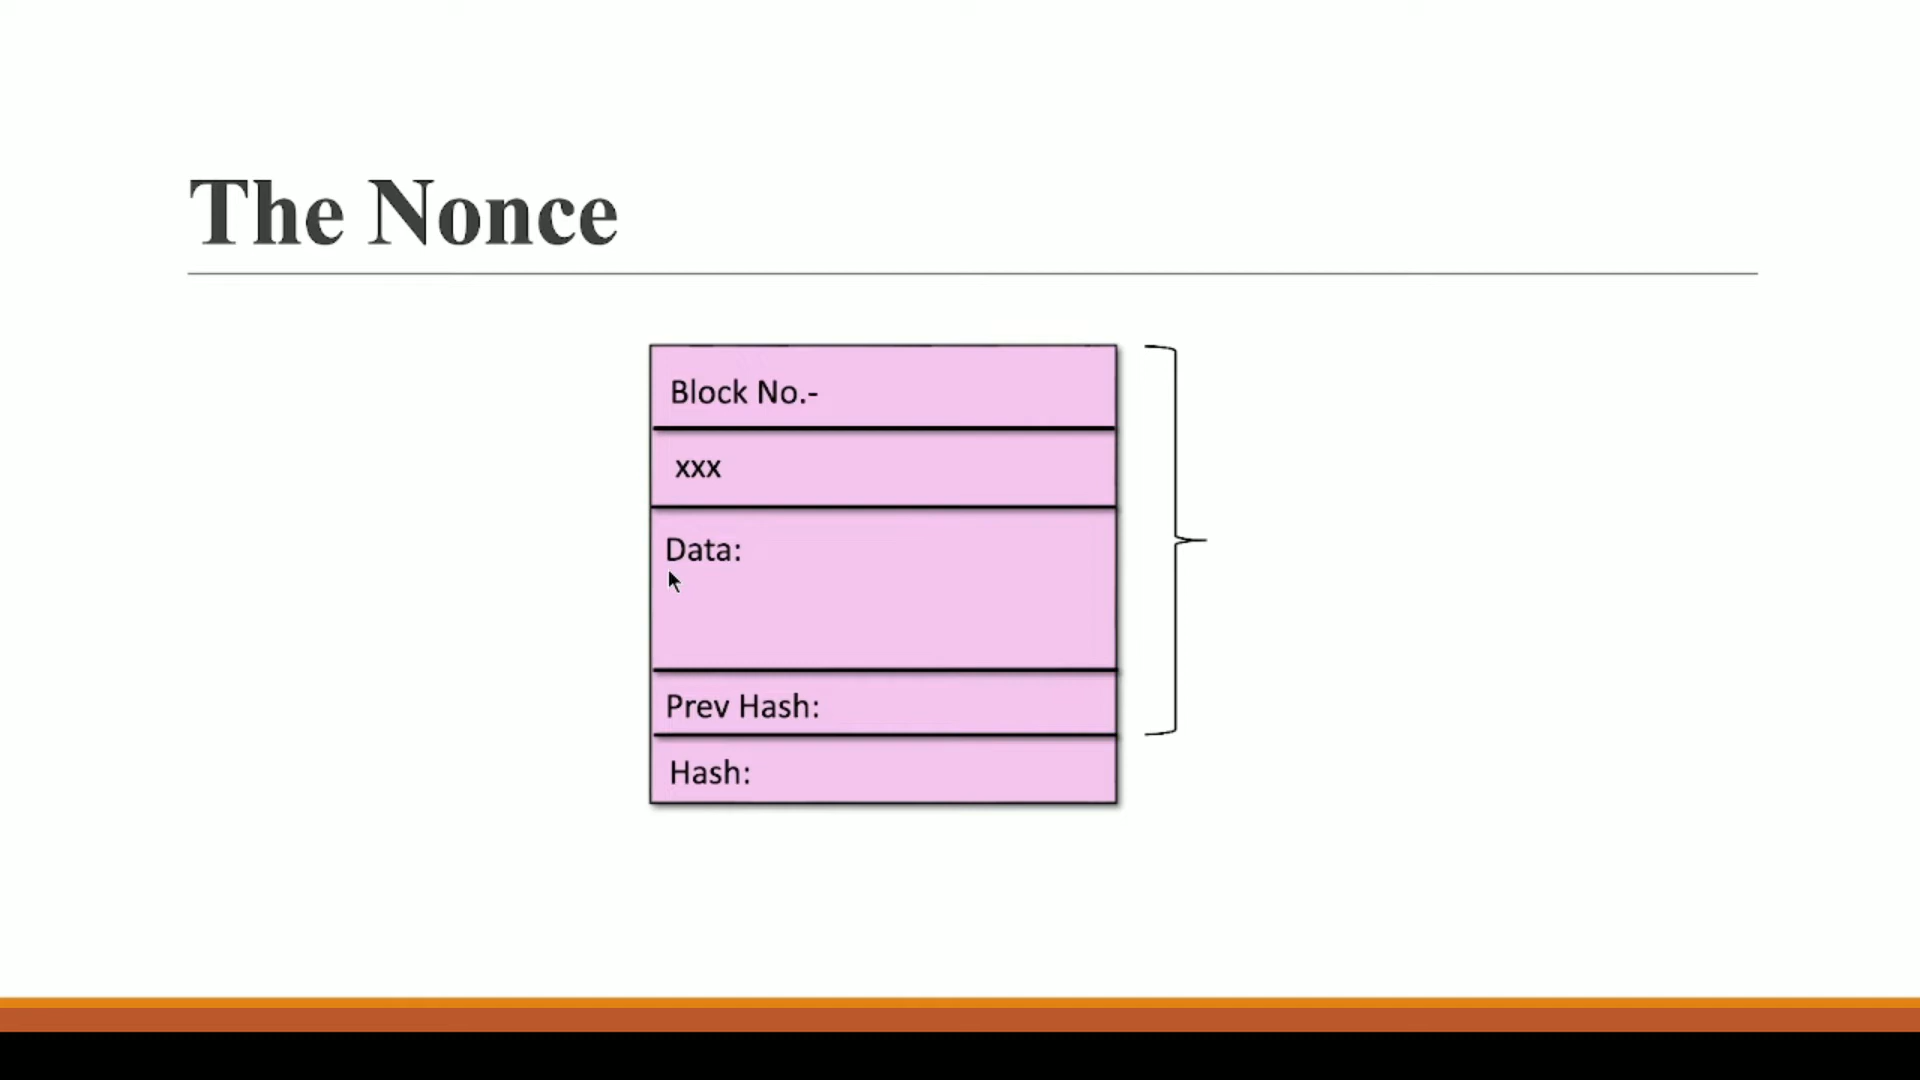 The Nonce
Block No.-
xxx
Data:
Prev Hash:
Hash: